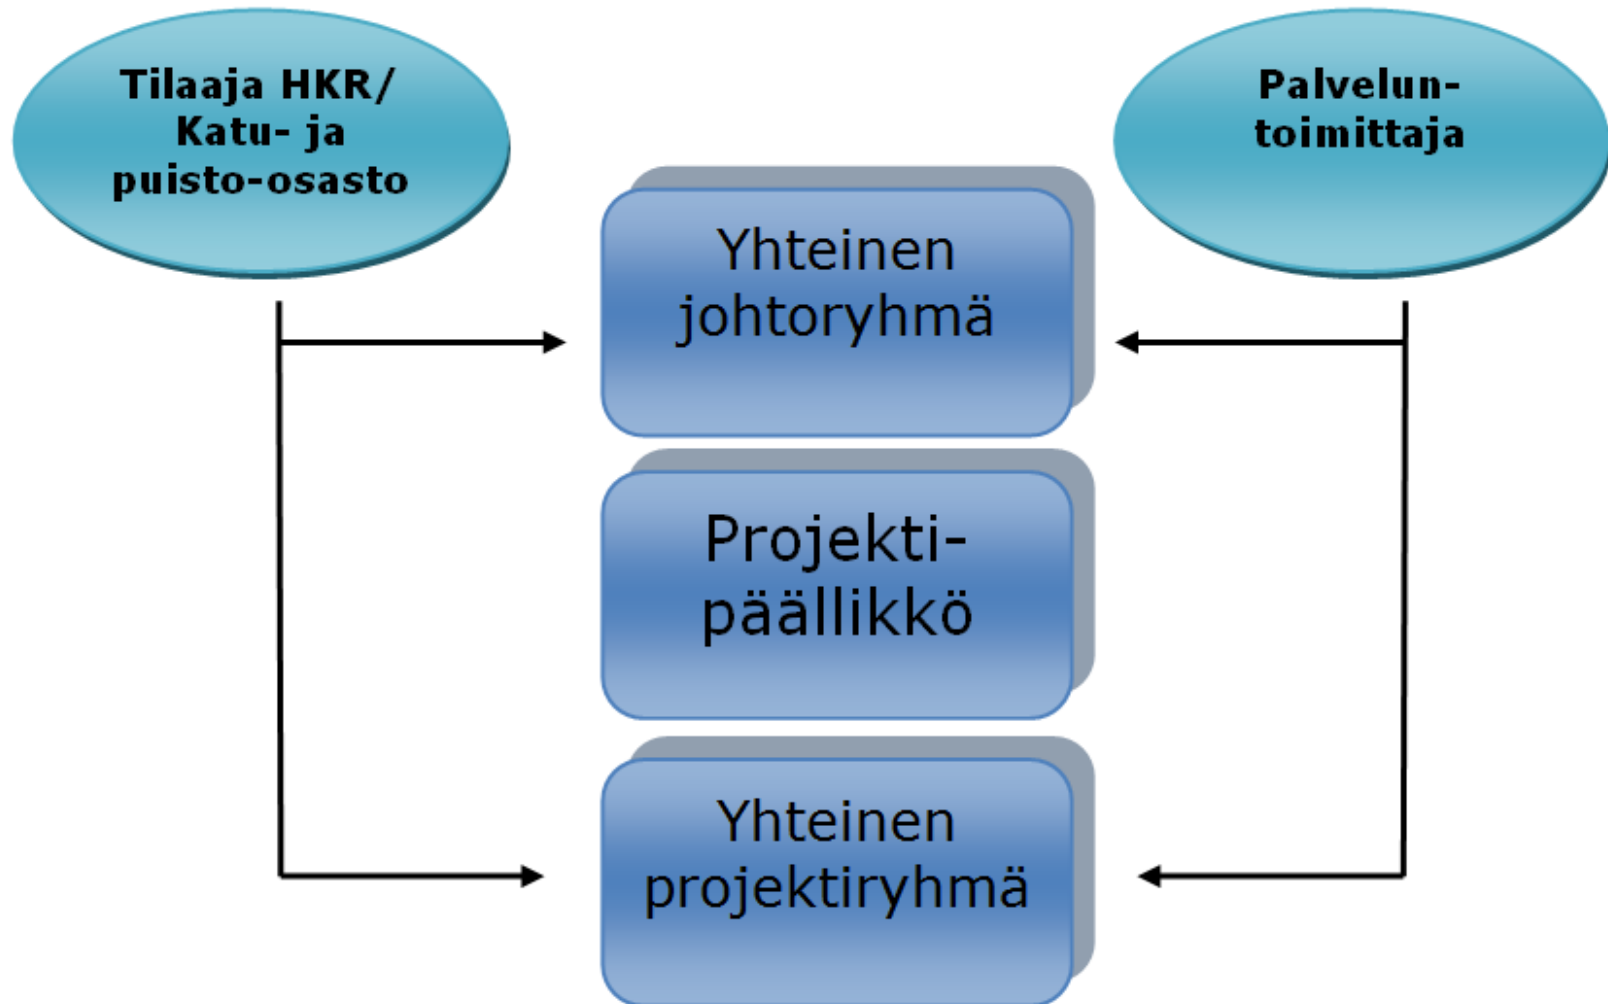 Tilaaja HKR/
Katu- ja
puisto-osasto
Palvelun-
toimittaja
Yhteinen
johtoryhmä
Projekti-
päällikkö
Yhteinen
projektiryhmä